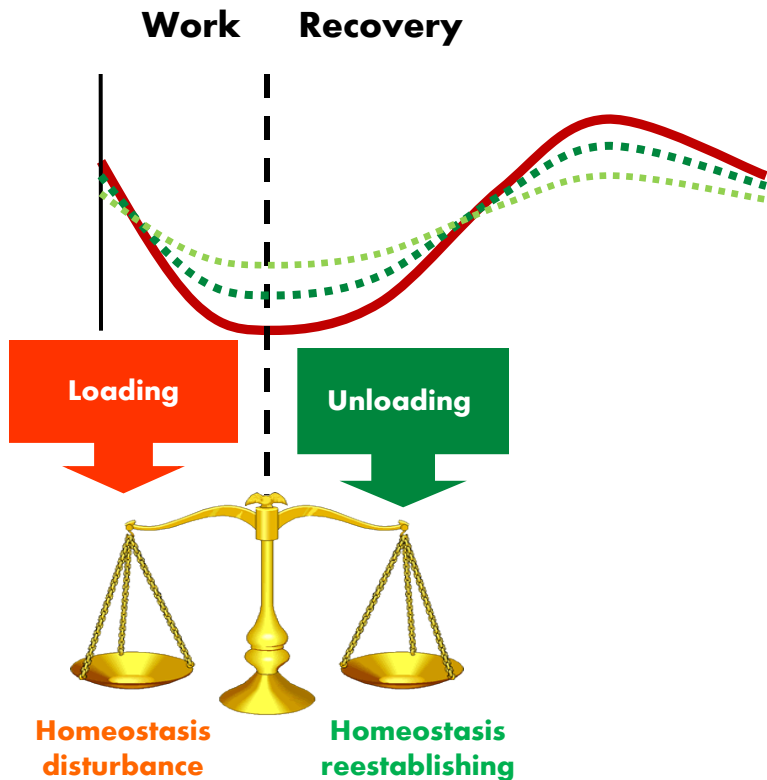 Work Recovery
Loading
Unloading
Homeostasis
disturbance
Homeostasis
reestablishing